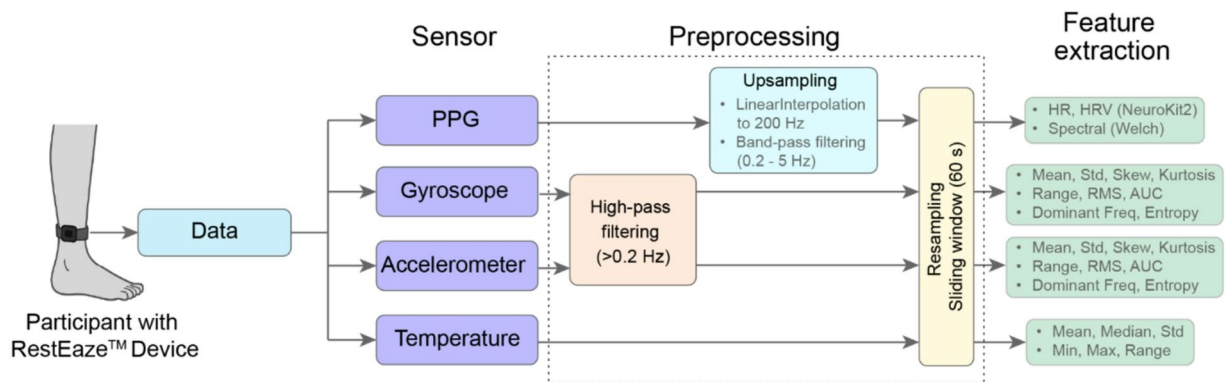 Sensor
Preprocessing
Feature
extraction
Participant with
RestEaze™ Device
Data
PPG
Gyroscope
Accelerometer
Temperature
High-pass
filtering
(>0.2 Hz)
Upsampling
• LinearInterpolation
to 200 Hz
• Band-pass filtering
(0.2 - 5 Hz)
Resampling
Sliding window (60 s)
• HR, HRV (NeuroKit2)
• Spectral (Welch)
• Mean, Std, Skew, Kurtosis
• Range, RMS, AUC
• Dominant Freq, Entropy
• Mean, Std, Skew, Kurtosis
• Range, RMS, AUC
• Dominant Freq, Entropy
• Mean, Median, Std
• Min, Max, Range